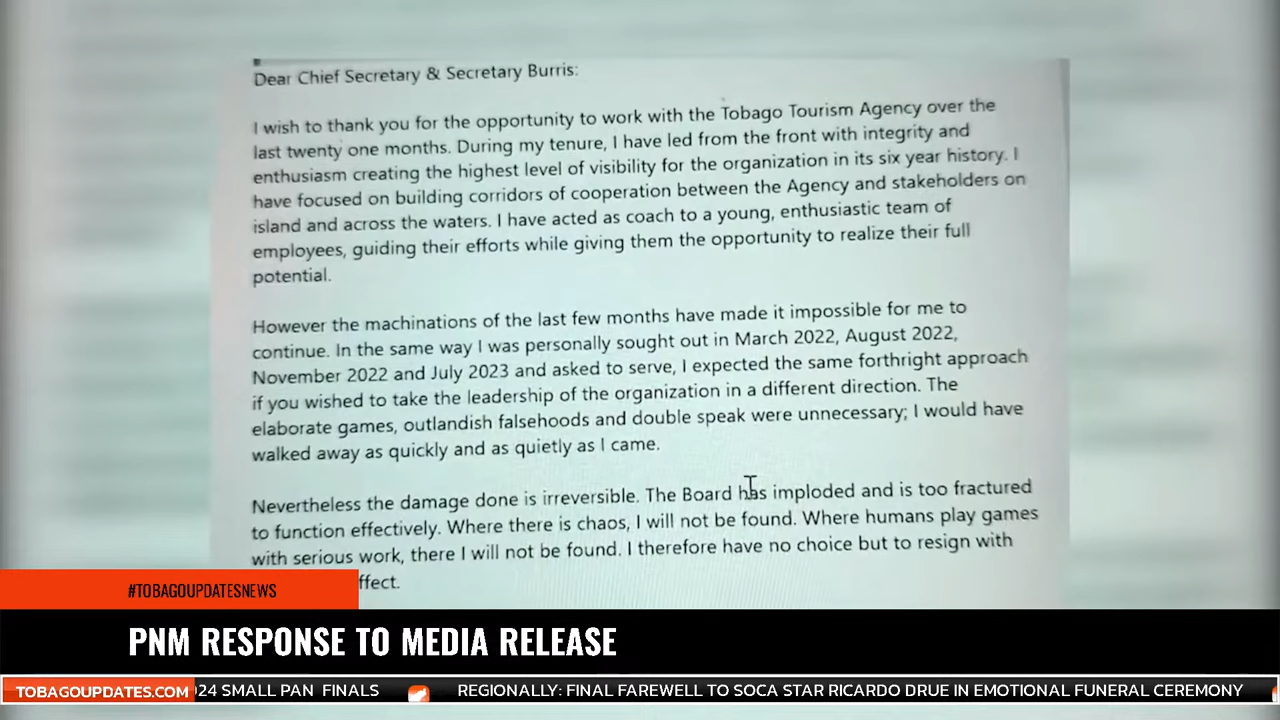 Dear Chief Secretary & Secretary Burris:
I wish to thank you for the opportunity to work with the Tobago Tourism Agency over the
last twenty one months. During my tenure, I have led from the front with integrity and
enthusiasm creating the highest level of visibility for the organization in its six year history. I
have focused on building corridors of cooperation between the Agency and stakeholders on
island and across the waters. I have acted as coach to a young, enthusiastic team of
employees, guiding their efforts while giving them the opportunity to realize their full
potential.
However the machinations of the last few months have made it impossible for me to
continue. In the same way I was personally sought out in March 2022, August 2022,
November 2022 and July 2023 and asked to serve, I expected the same forthright approach
if you wished to take the leadership of the organization in a different direction. The
elaborate games, outlandish falsehoods and double speak were unnecessary; I would have
walked away as quickly and as quietly as I came.
Nevertheless the damage done is irreversible. The Board has imploded and is too fractured
to function effectively. Where there is chaos, I will not be found. Where humans play games
with serious work, there I will not be found. I therefore have no choice but to resign with
ffect.
#TOBAGOUPDATESNEWS
PNM RESPONSE TO MEDIA RELEASE
TOBAGOUPDATES.COM 24 SMALL PAN FINALS REGIONALLY: FINAL FAREWELL TO SOCA STAR RICARDO DRUE IN EMOTIONAL FUNERAL CEREMONY